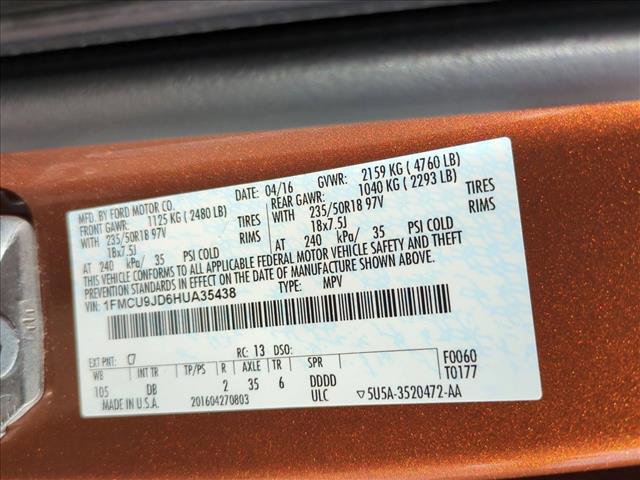 MFD. BY FORD MOTOR CO. DATE: 04/16 GVWR: 2159 KG ( 4760 LB)
FRONT GAWR: 1125 KG ( 2480 LB) REAR GAWR: 1040 KG ( 2293 LB)
WITH 235/50R18 97V TIRES WITH 235/50R18 97V TIRES
18x7.5J RIMS 18x7.5J RIMS
AT 240 kPa/ 35 PSI COLD AT 240 kPa/ 35 PSI COLD
THIS VEHICLE CONFORMS TO ALL APPLICABLE FEDERAL MOTOR VEHICLE SAFETY AND THEFT
PREVENTION STANDARDS IN EFFECT ON THE DATE OF MANUFACTURE SHOWN ABOVE.
VIN: 1FMCU9JD6HUA35438 TYPE: MPV
EXT PNT: C7 RC: 13 DSO: F0060
WB INT TR TP/PS R AXLE TR SPR T0177
105 DB 2 35 6 DDDD
MADE IN U.S.A. 201604270803 ULC ▽5U5A-3520472-AA